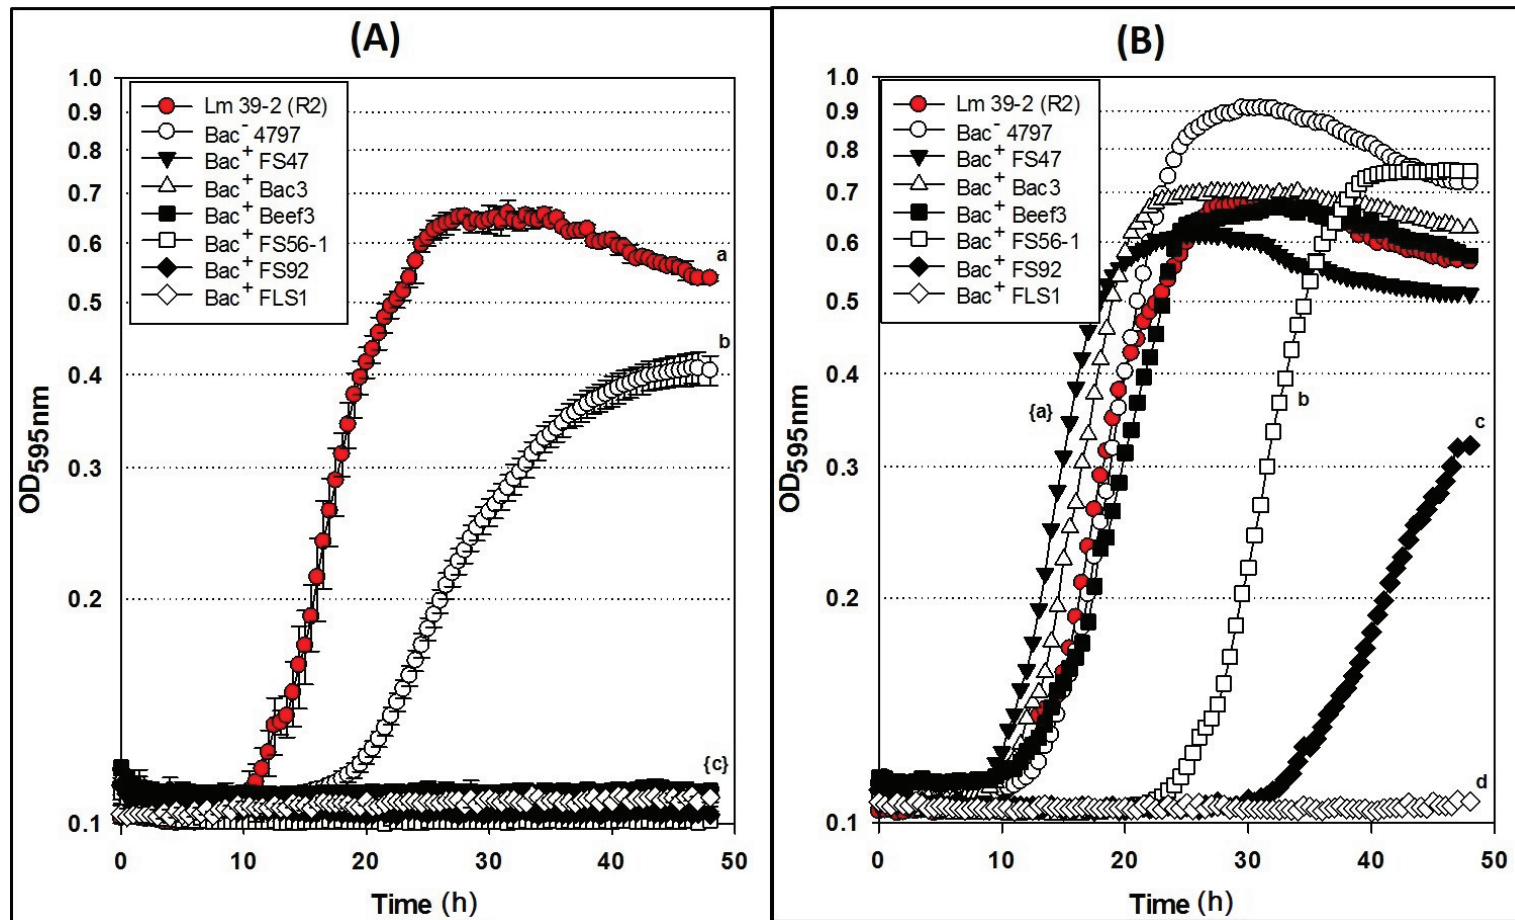 (A)
1.0
0.9
0.8
0.7
0.6
0.5
0.4
0.3
0.2
0.1
OD595nm
Lm 39-2 (R2)
Bac- 4797
Bac+ FS47
Bac+ Bac3
Bac+ Beef3
Bac+ FS56-1
Bac+ FS92
Bac+ FLS1
a
b
{c}
0 10 20 30 40 50
Time (h)
(B)
1.0
0.9
0.8
0.7
0.6
0.5
0.4
0.3
0.2
0.1
OD595nm
Lm 39-2 (R2)
Bac- 4797
Bac+ FS47
Bac+ Bac3
Bac+ Beef3
Bac+ FS56-1
Bac+ FS92
Bac+ FLS1
{a}
b
c
d
0 10 20 30 40 50
Time (h)